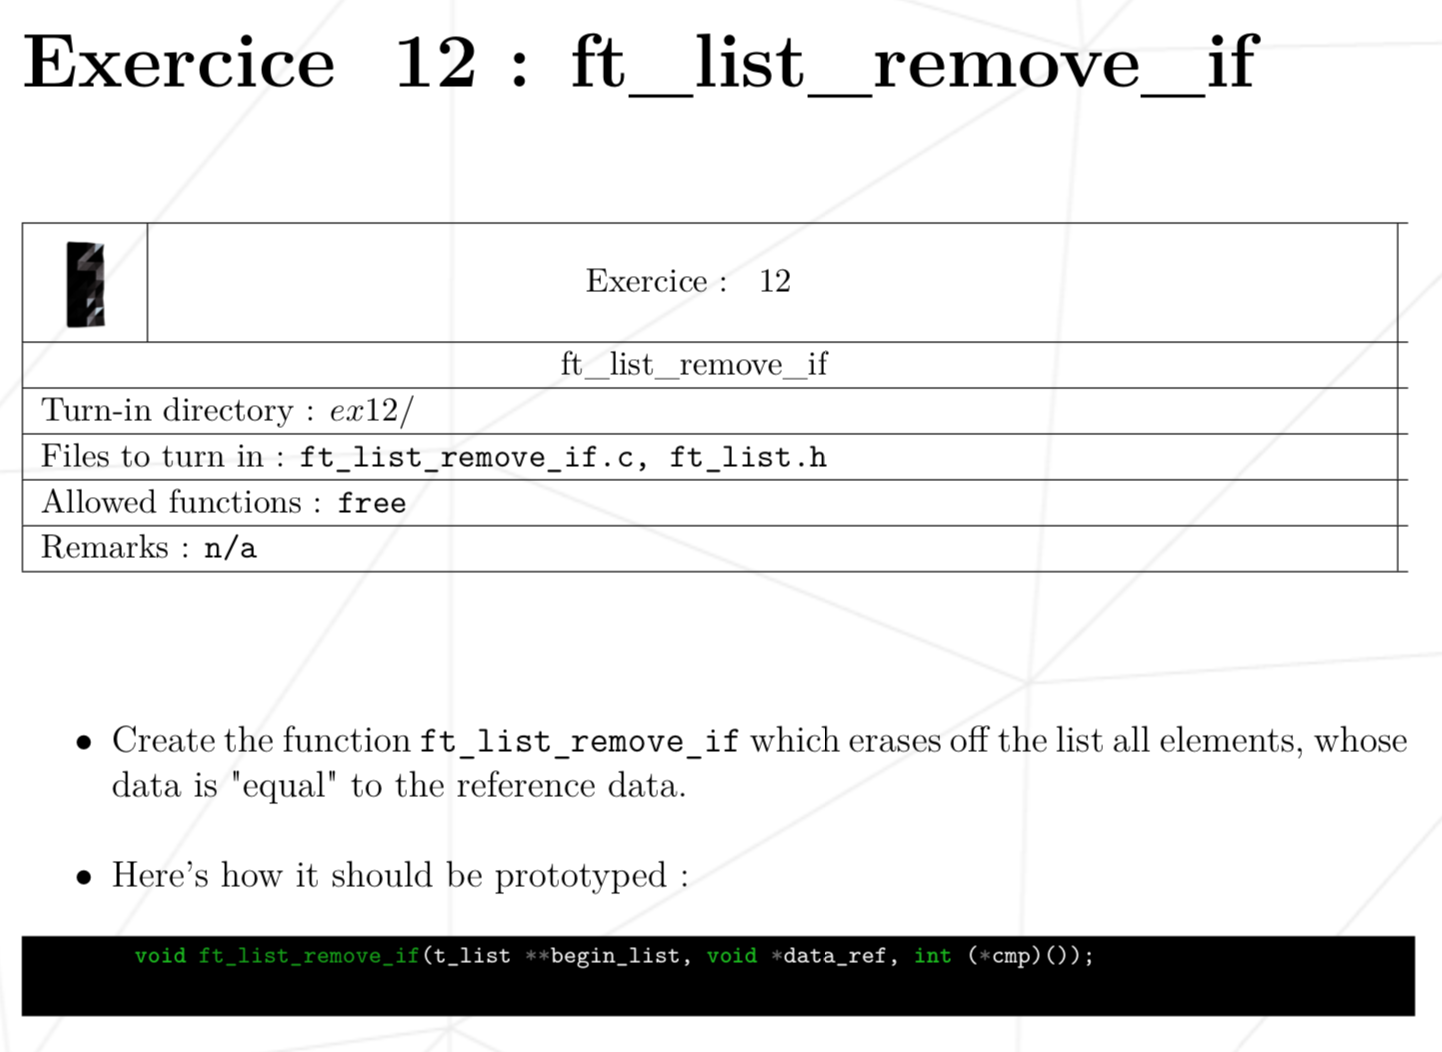 Exercice 12 : ft_list_remove_if
Exercice : 12
ft_list_remove_if
Turn-in directory : ex12/
Files to turn in : ft_list_remove_if.c, ft_list.h
Allowed functions : free
Remarks : n/a
• Create the function ft_list_remove_if which erases off the list all elements, whose
data is "equal" to the reference data.
• Here's how it should be prototyped :
void ft_list_remove_if(t_list **begin_list, void *data_ref, int (*cmp)());